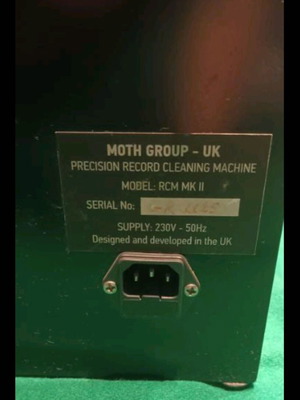 MOTH GROUP - UK
PRECISION RECORD CLEANING MACHINE
MODEL: RCM MK II
SERIAL No:
SUPPLY: 230V - 50Hz
Designed and developed in the UK